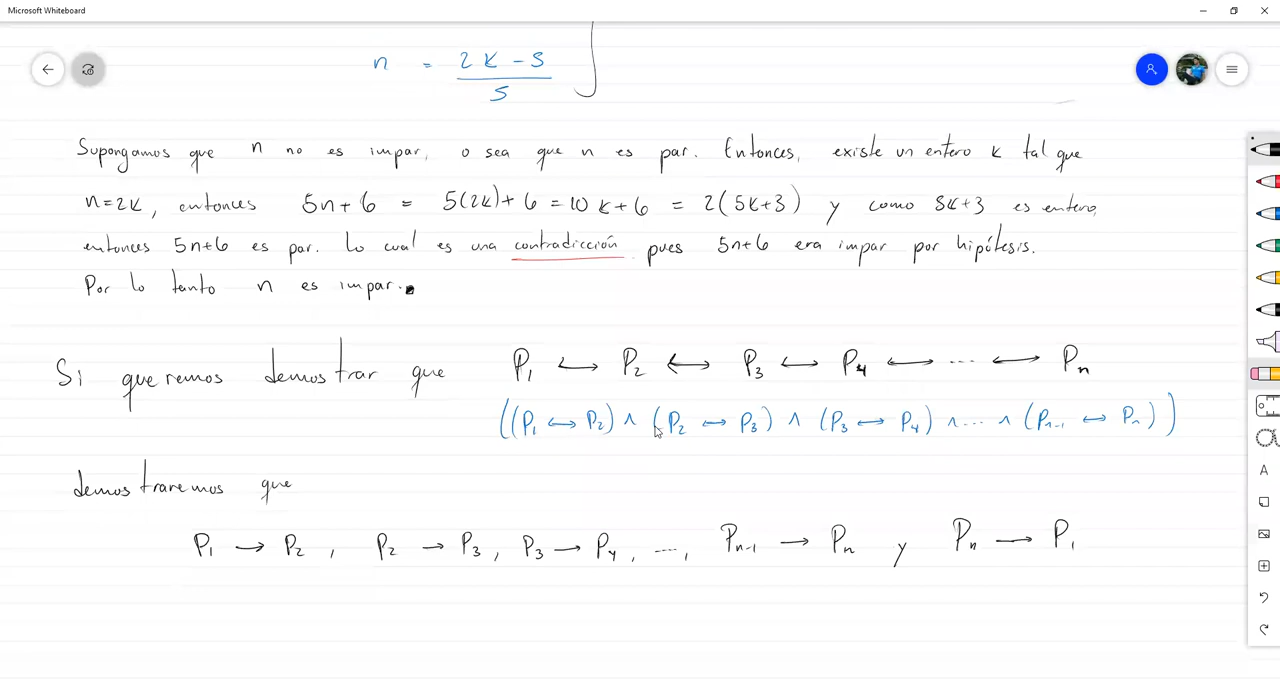 Microsoft Whiteboard
n = 2k - 5
5
Supongamos que n no es impar, o sea que n es par. Entonces, existe un entero k tal que
n=2k, entonces 5n+6 = 5(2k)+6 = 10k+6 = 2(5k+3) y como 5k+3 es entero,
entonces 5n+6 es par. Lo cual es una contradicción pues 5n+6 era impar por hipótesis.
Por lo tanto n es impar.
Si queremos demostrar que P₁ ↔ P₂ ↔ P₃ ↔ P₄ ↔ ... ↔ Pₙ
((P₁ ↔ P₂) ∧ (P₂ ↔ P₃) ∧ (P₃ ↔ P₄) ∧ ... ∧ (Pₙ₋₁ ↔ Pₙ))
demostraremos que
P₁ → P₂, P₂ → P₃, P₃ → P₄, ..., Pₙ₋₁ → Pₙ y Pₙ → P₁
A